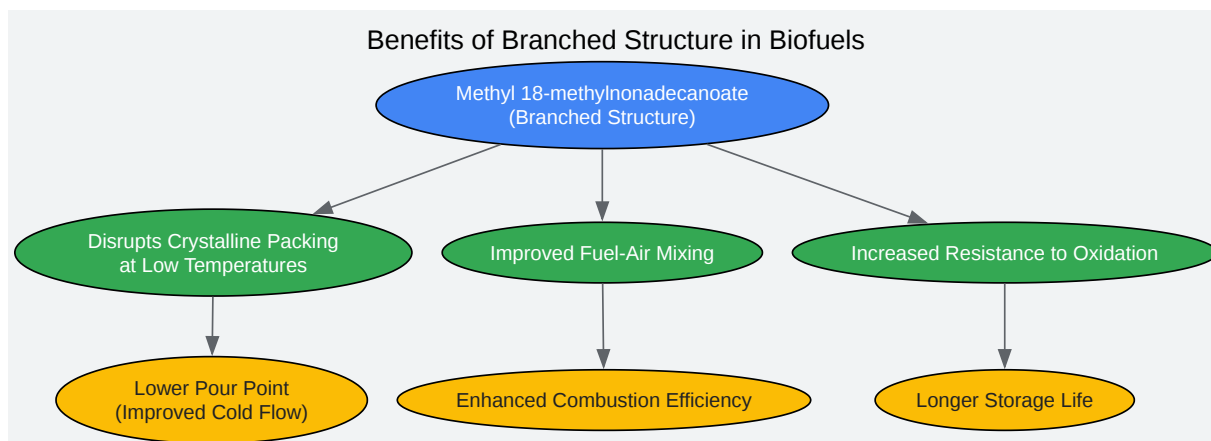 Benefits of Branched Structure in Biofuels
Methyl 18-methylnonadecanoate
(Branched Structure)
Disrupts Crystalline Packing
at Low Temperatures
Improved Fuel-Air Mixing
Increased Resistance to Oxidation
Lower Pour Point
(Improved Cold Flow)
Enhanced Combustion Efficiency
Longer Storage Life